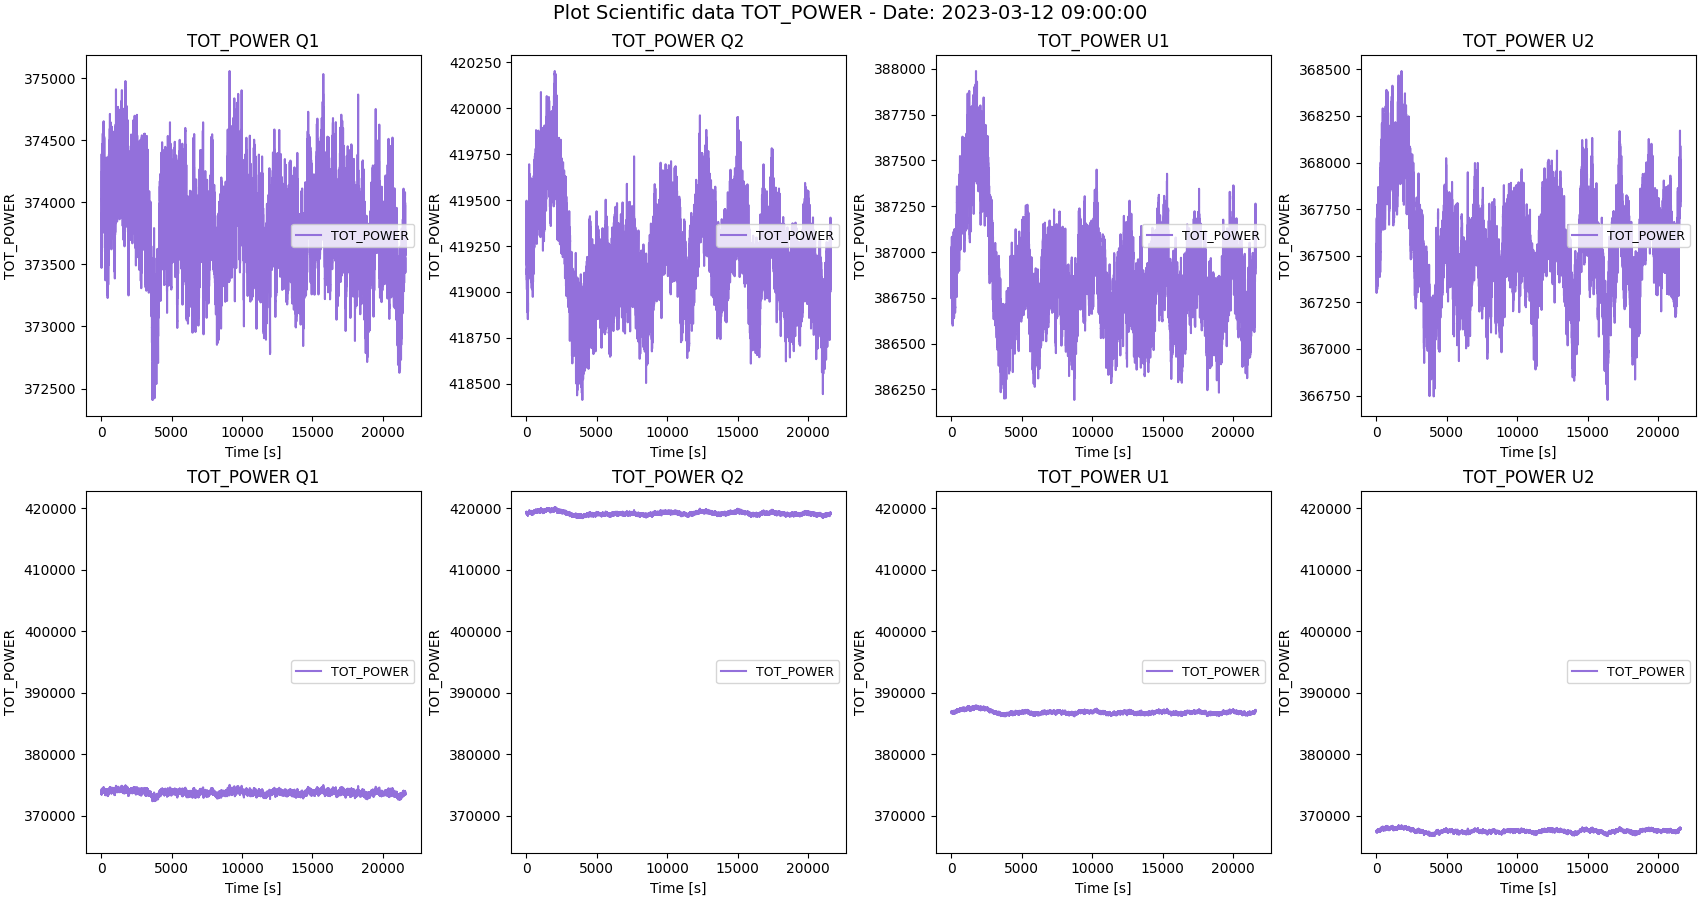 Plot Scientific data TOT_POWER - Date: 2023-03-12 09:00:00
TOT_POWER Q1
TOT_POWER
375000
374500
374000
373500
373000
372500
TOT_POWER
0 5000 10000 15000 20000
Time [s]
TOT_POWER Q2
TOT_POWER
420250
420000
419750
419500
419250
419000
418750
418500
TOT_POWER
0 5000 10000 15000 20000
Time [s]
TOT_POWER U1
TOT_POWER
388000
387750
387500
387250
387000
386750
386500
386250
TOT_POWER
0 5000 10000 15000 20000
Time [s]
TOT_POWER U2
TOT_POWER
368500
368250
368000
367750
367500
367250
367000
366750
TOT_POWER
0 5000 10000 15000 20000
Time [s]
TOT_POWER Q1
TOT_POWER
420000
410000
400000
390000
380000
370000
TOT_POWER
0 5000 10000 15000 20000
Time [s]
TOT_POWER Q2
TOT_POWER
420000
410000
400000
390000
380000
370000
TOT_POWER
0 5000 10000 15000 20000
Time [s]
TOT_POWER U1
TOT_POWER
420000
410000
400000
390000
380000
370000
TOT_POWER
0 5000 10000 15000 20000
Time [s]
TOT_POWER U2
TOT_POWER
420000
410000
400000
390000
380000
370000
TOT_POWER
0 5000 10000 15000 20000
Time [s]